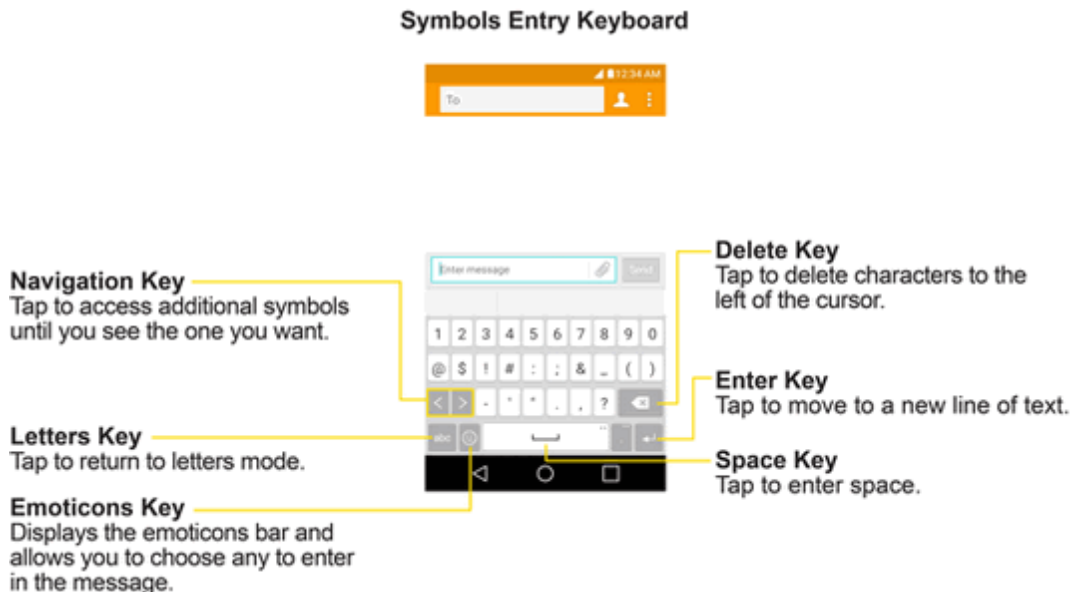 Symbols Entry Keyboard
12:34 AM
To
Navigation Key
Tap to access additional symbols
until you see the one you want.
Letters Key
Tap to return to letters mode.
Emoticons Key
Displays the emoticons bar and
allows you to choose any to enter
in the message.
Enter message
Send
1 2 3 4 5 6 7 8 9 0
@ $ ! # : ; & _ ( )
< > - ' " . , ?
abc
Delete Key
Tap to delete characters to the
left of the cursor.
Enter Key
Tap to move to a new line of text.
Space Key
Tap to enter space.